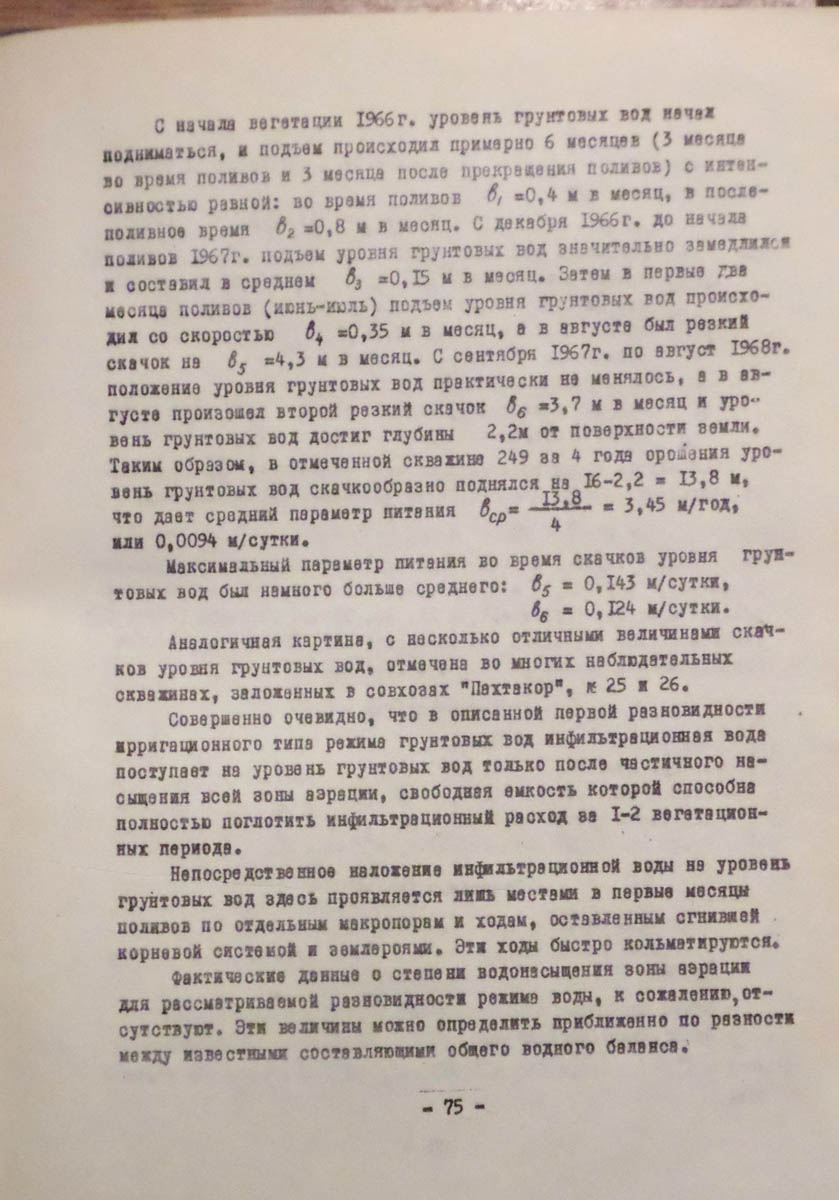 С начала вегетации 1966г. уровень грунтовых вод начал
подниматься, и подъем происходил примерно 6 месяцев (3 месяца
во время поливов и 3 месяца после прекращения поливов) с интен-
сивностью равной: во время поливов в₁ =0,4 м в месяц, в после-
поливное время в₂ =0,8 м в месяц. С декабря 1966г. до начала
поливов 1967г. подъем уровня грунтовых вод значительно замедлился
и составил в среднем в₃ =0,15 м в месяц. Затем в первые два
месяца поливов (июнь-июль) подъем уровня грунтовых вод происхо-
дил со скоростью в₄ =0,35 м в месяц, а в августе был резкий
скачок на в₅ =4,3 м в месяц. С сентября 1967г. по август 1968г.
положение уровня грунтовых вод практически не менялось, а в ав-
густе произошел второй резкий скачок в₆ =3,7 м в месяц и уро-
вень грунтовых вод достиг глубины 2,2м от поверхности земли.
Таким образом, в отмеченной скважине 249 за 4 года орошения уро-
вень грунтовых вод скачкообразно поднялся на 16-2,2 = 13,8 м,
что дает средний параметр питания вср= 13,8/4 = 3,45 м/год,
или 0,0094 м/сутки.
Максимальный параметр питания во время скачков уровня грун-
товых вод был намного больше среднего: в₅ = 0,143 м/сутки,
в₆ = 0,124 м/сутки.
Аналогичная картина, с несколько отличными величинами скач-
ков уровня грунтовых вод, отмечена во многих наблюдательных
скважинах, заложенных в совхозах "Пахтакор", № 25 и 26.
Совершенно очевидно, что в описанной первой разновидности
ирригационного типа режима грунтовых вод инфильтрационная вода
поступает на уровень грунтовых вод только после частичного на-
сыщения всей зоны аэрации, свободная емкость которой способна
полностью поглотить инфильтрационный расход за 1-2 вегетацион-
ных периода.
Непосредственное наложение инфильтрационной воды на уровень
грунтовых вод здесь проявляется лишь местами в первые месяцы
поливов по отдельным макропорам и ходам, оставленным сгнившей
корневой системой и землероями. Эти ходы быстро кольматируются.
Фактические данные о степени водонасыщения зоны аэрации
для рассматриваемой разновидности режима воды, к сожалению, от-
сутствуют. Эти величины можно определить приближенно по разности
между известными составляющими общего водного баланса.
- 75 -